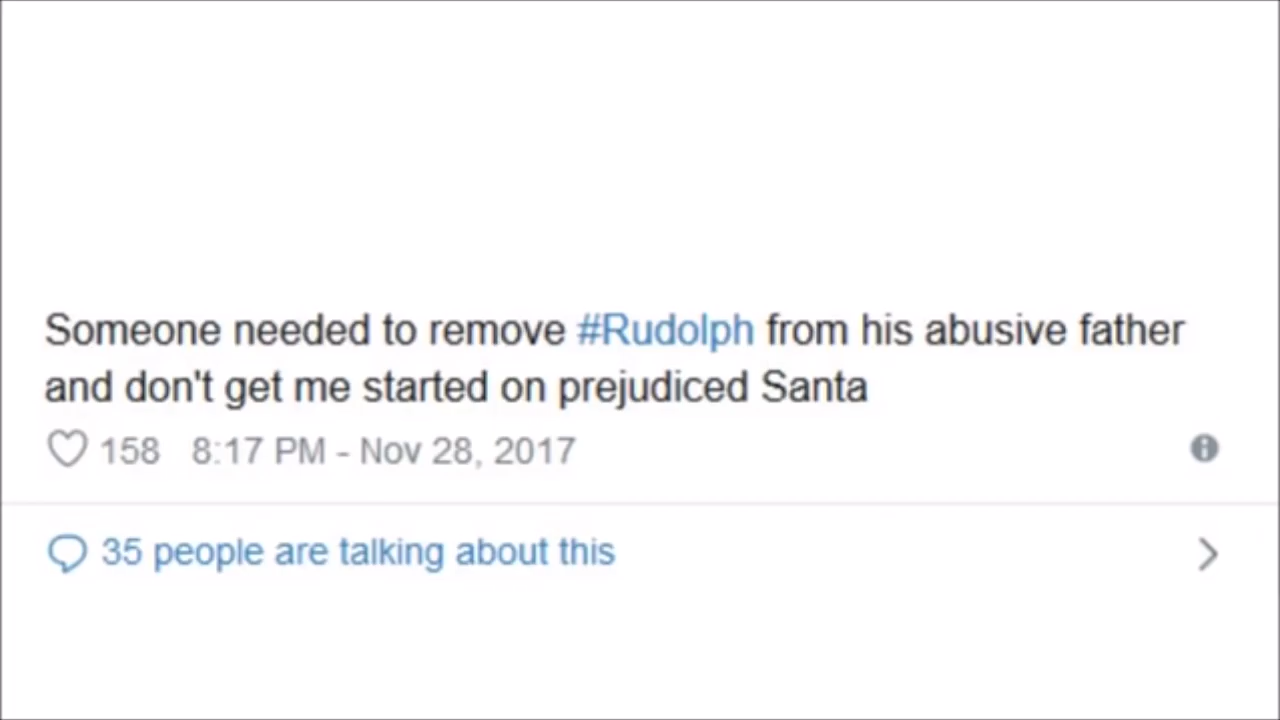 Someone needed to remove #Rudolph from his abusive father
and don't get me started on prejudiced Santa
158 8:17 PM - Nov 28, 2017
35 people are talking about this